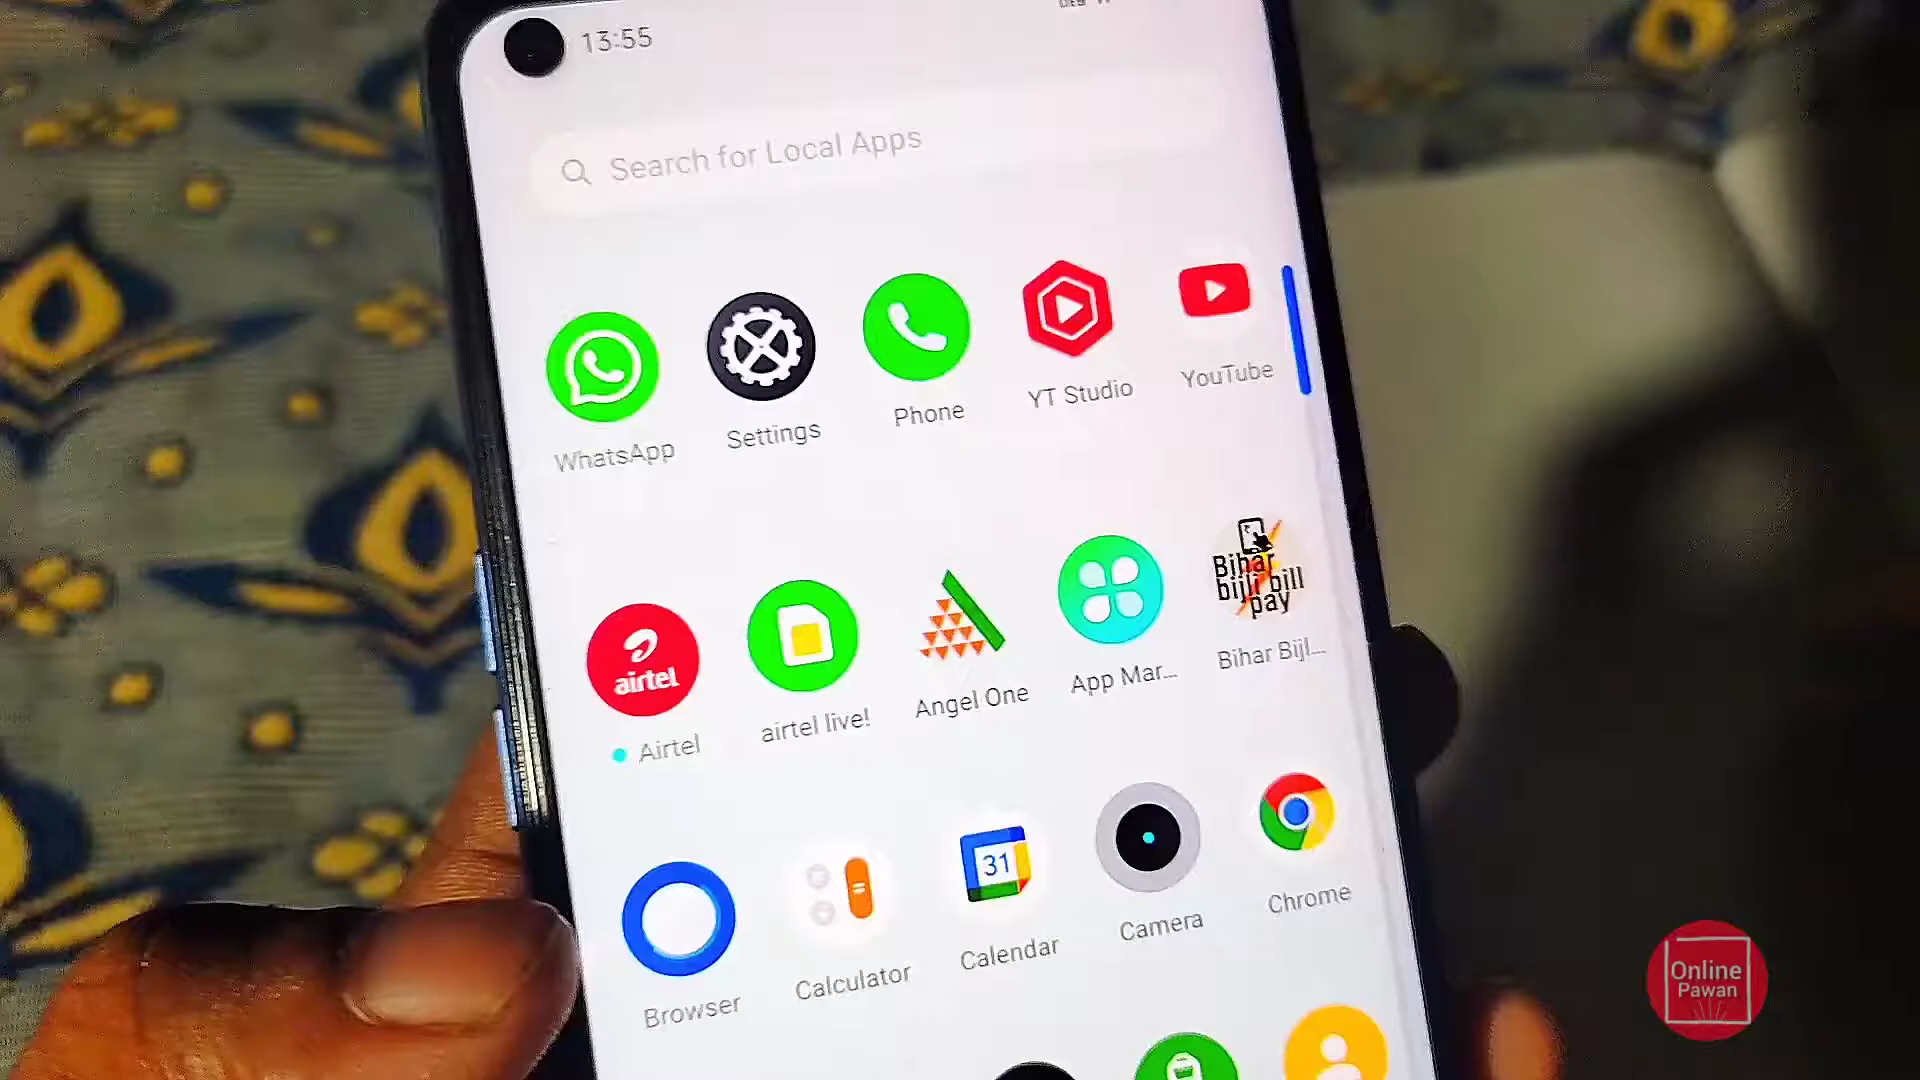 13:55
Search for Local Apps
WhatsApp
Settings
Phone
YT Studio
YouTube
airtel
Bihar
bijli bill
pay
Airtel
airtel live!
Angel One
App Mar...
Bihar Bijl...
31
Browser
Calculator
Calendar
Camera
Chrome
Online
Pawan